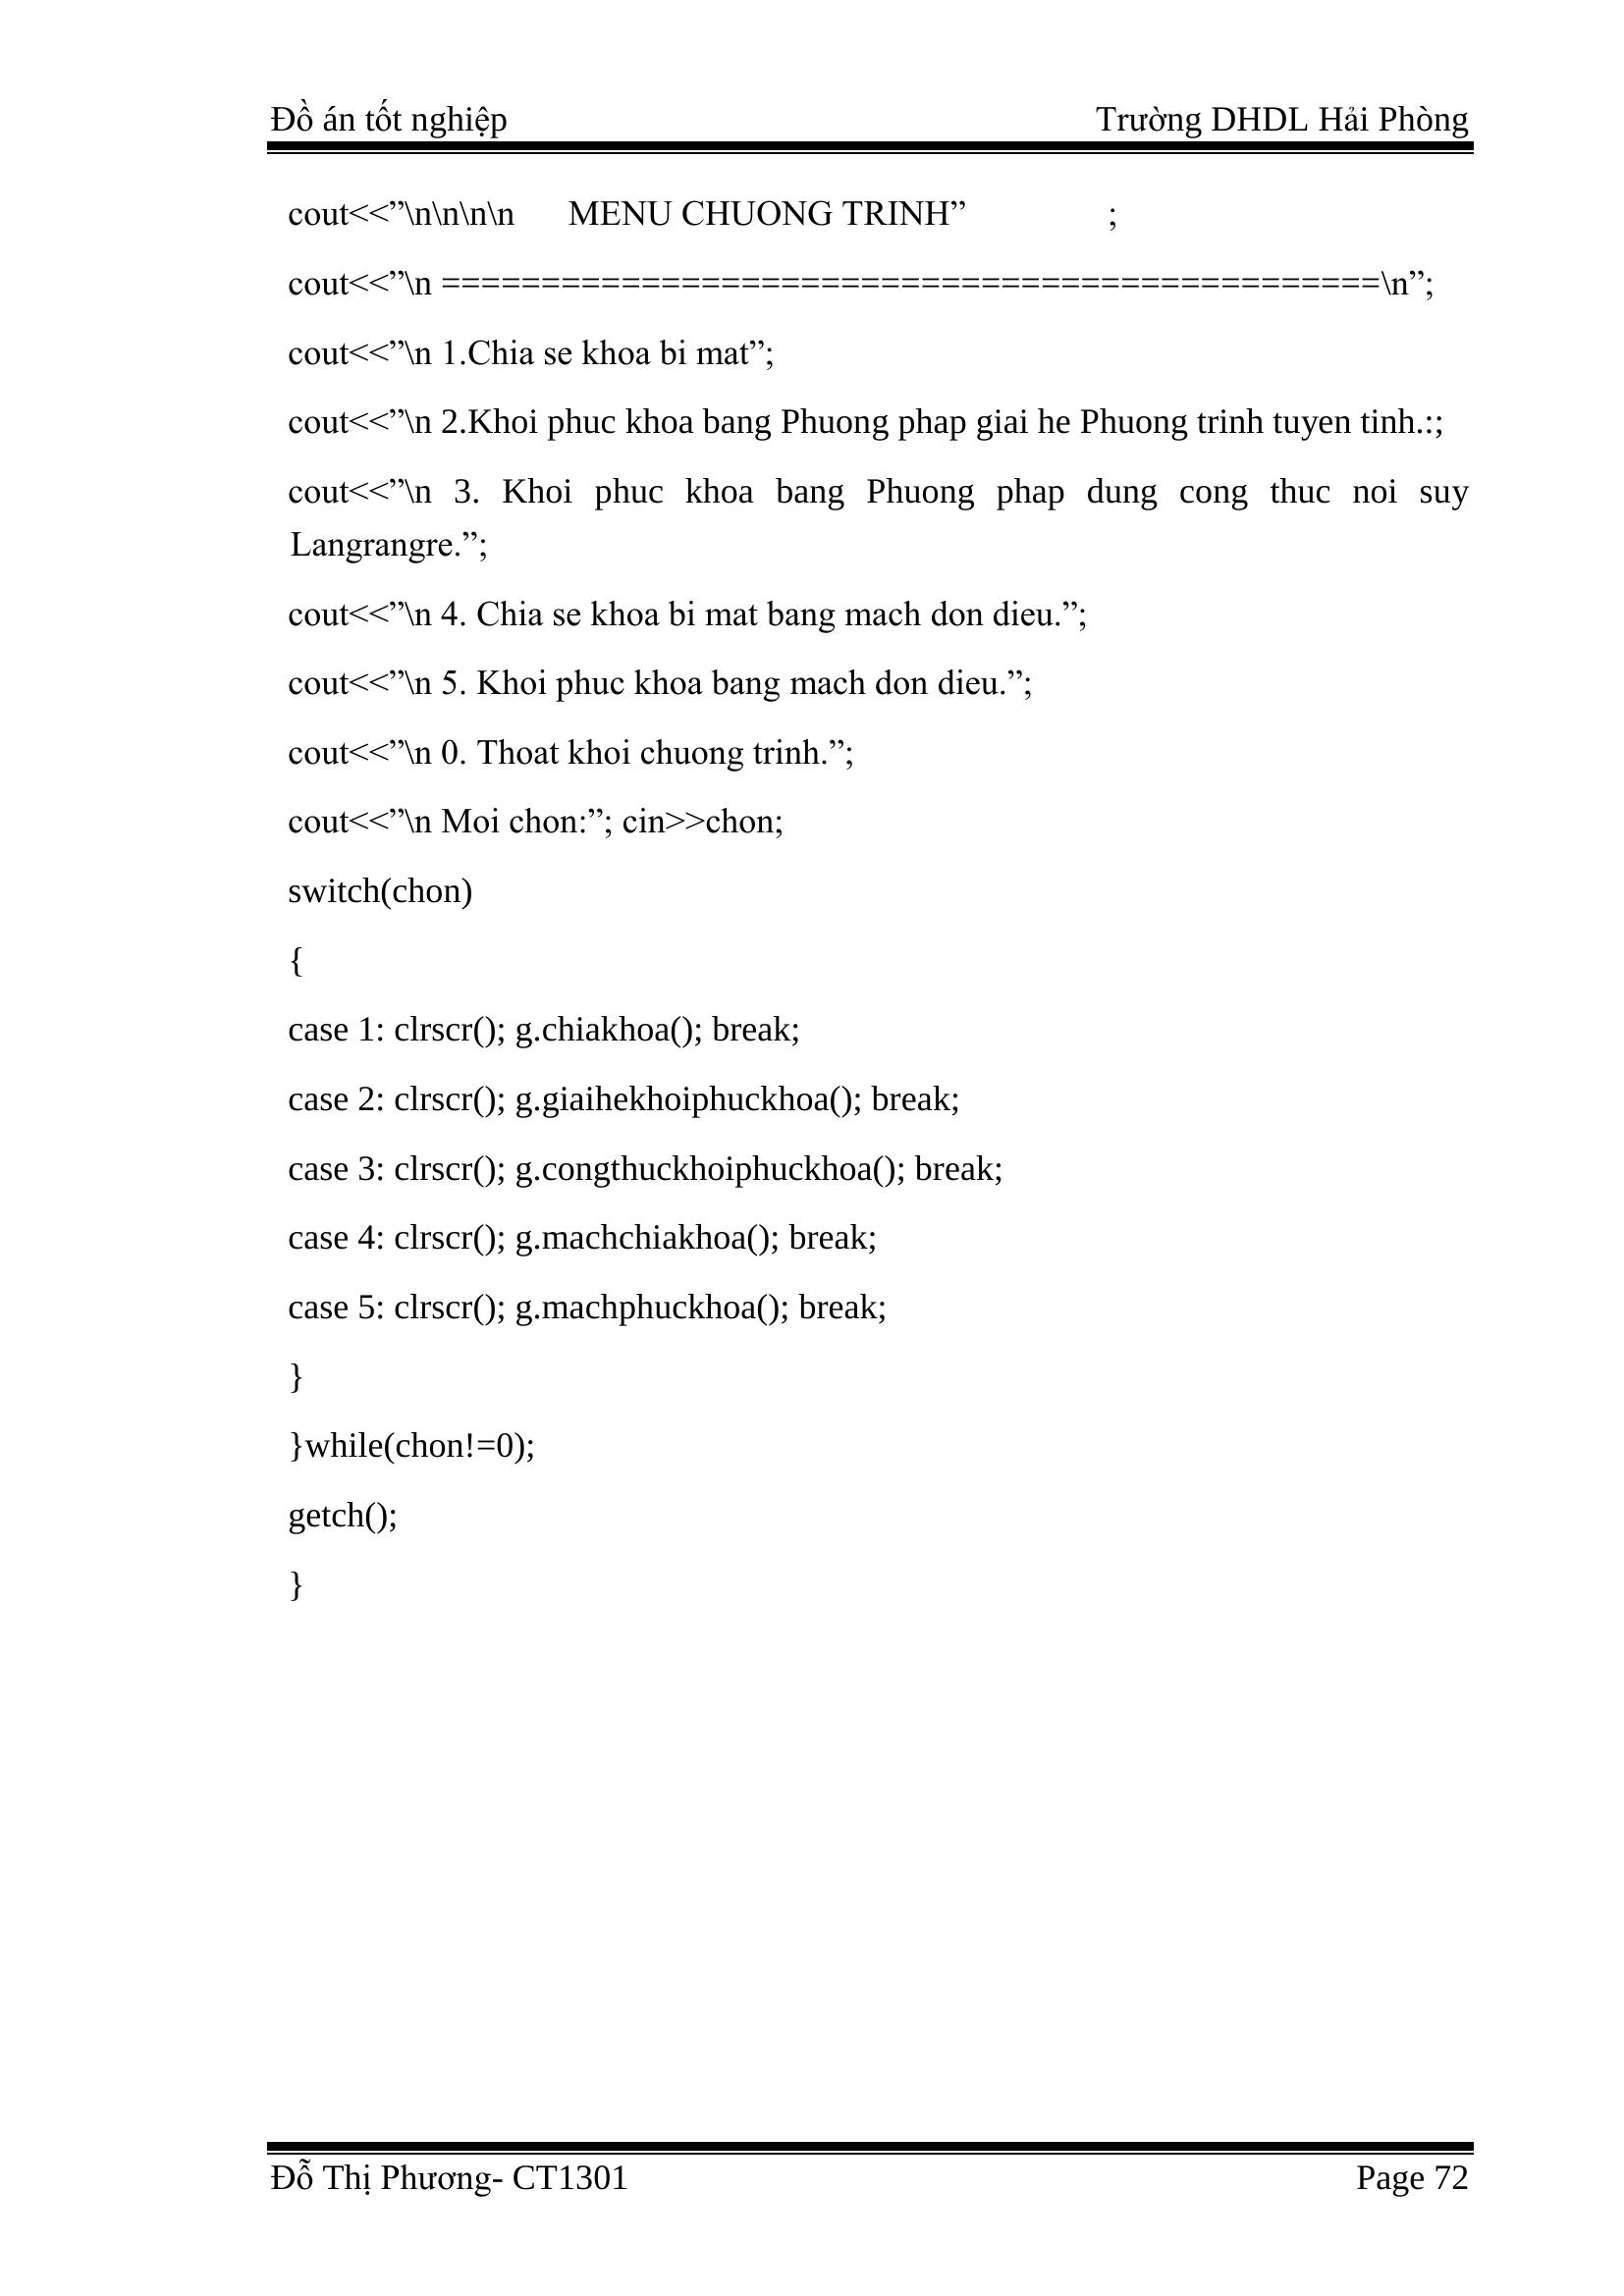 Đồ án tốt nghiệp Trường DHDL Hải Phòng
cout<<”\n\n\n\n MENU CHUONG TRINH” ;
cout<<”\n ===============================================\n”;
cout<<”\n 1.Chia se khoa bi mat”;
cout<<”\n 2.Khoi phuc khoa bang Phuong phap giai he Phuong trinh tuyen tinh.:;
cout<<”\n 3. Khoi phuc khoa bang Phuong phap dung cong thuc noi suy
Langrangre.”;
cout<<”\n 4. Chia se khoa bi mat bang mach don dieu.”;
cout<<”\n 5. Khoi phuc khoa bang mach don dieu.”;
cout<<”\n 0. Thoat khoi chuong trinh.”;
cout<<”\n Moi chon:”; cin>>chon;
switch(chon)
{
case 1: clrscr(); g.chiakhoa(); break;
case 2: clrscr(); g.giaihekhoiphuckhoa(); break;
case 3: clrscr(); g.congthuckhoiphuckhoa(); break;
case 4: clrscr(); g.machchiakhoa(); break;
case 5: clrscr(); g.machphuckhoa(); break;
}
}while(chon!=0);
getch();
}
Đỗ Thị Phương- CT1301 Page 72